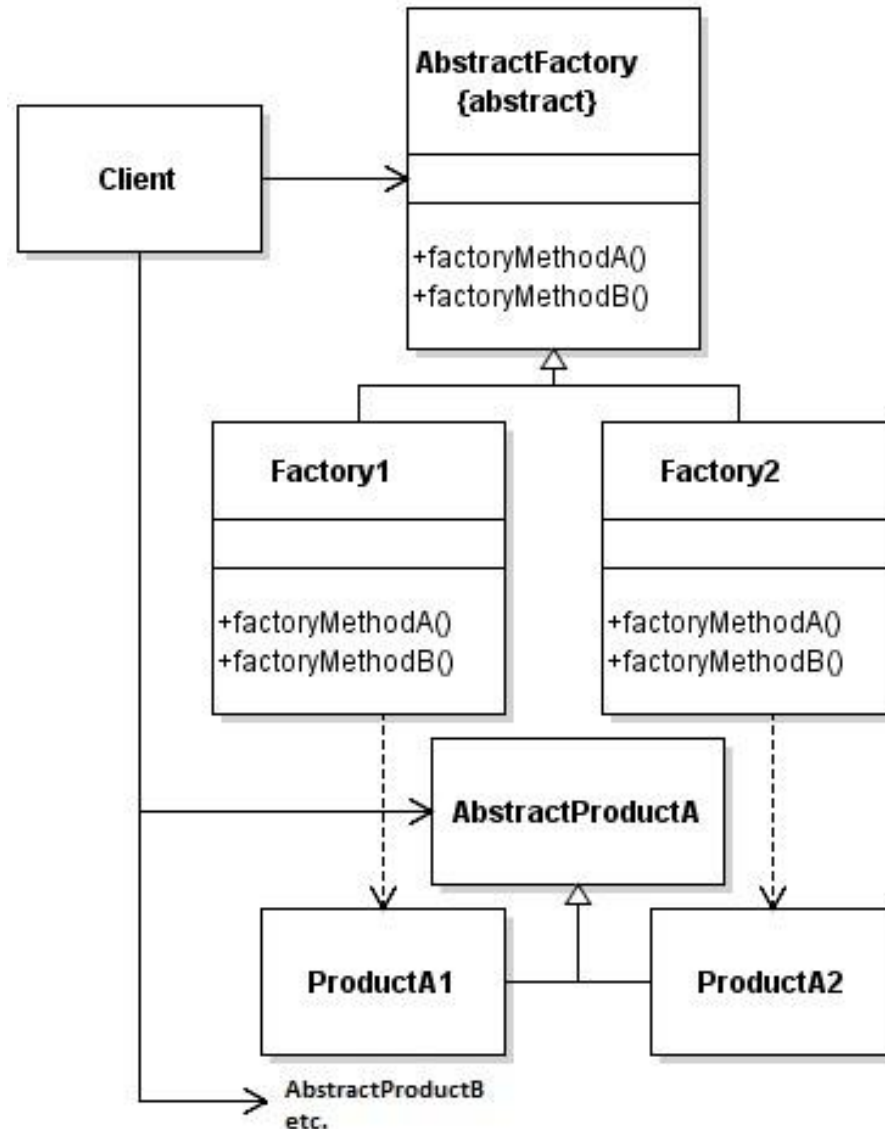 AbstractFactory
{abstract}
Client
+factoryMethodA()
+factoryMethodB()
Factory1
Factory2
+factoryMethodA()
+factoryMethodB()
+factoryMethodA()
+factoryMethodB()
AbstractProductA
ProductA1
ProductA2
AbstractProductB
etc.